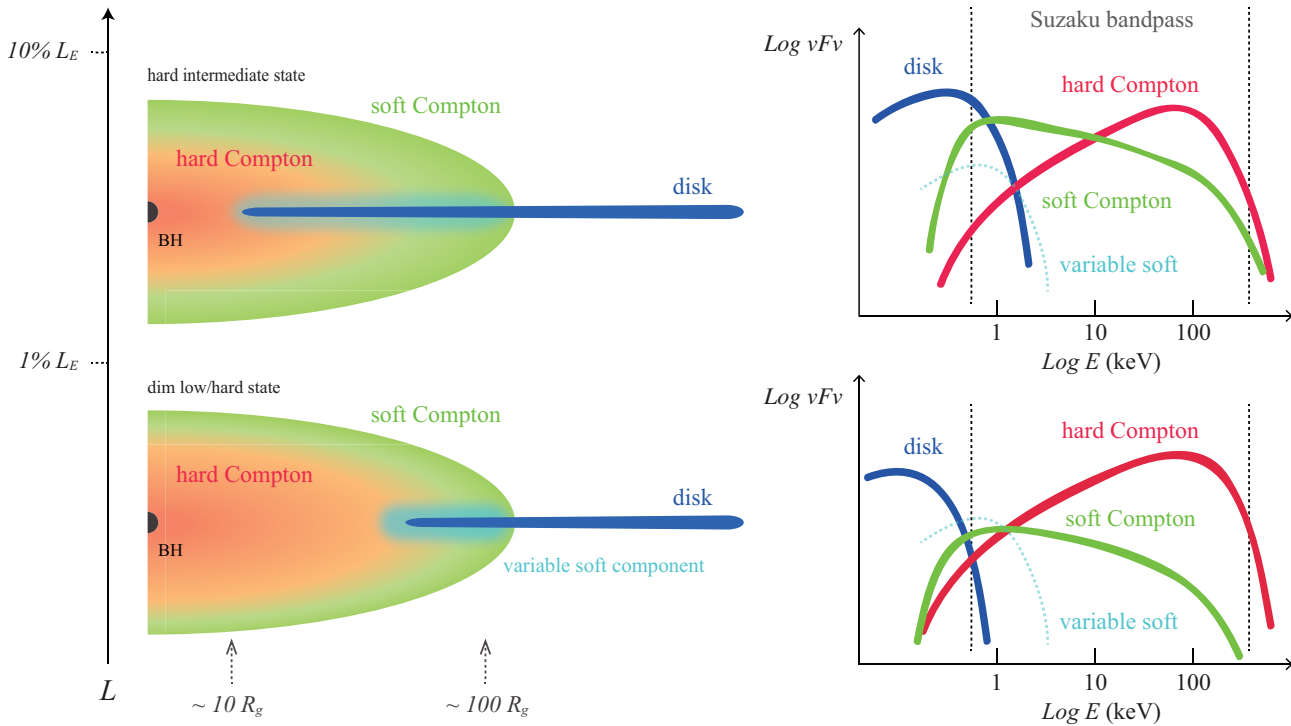 10% L_E
hard intermediate state
soft Compton
hard Compton
disk
BH
1% L_E
dim low/hard state
soft Compton
hard Compton
disk
BH
variable soft component
L
~ 10 R_g
~ 100 R_g
Suzaku bandpass
Log νFν
disk
hard Compton
soft Compton
variable soft
1 10 100
Log E (keV)
Log νFν
disk
hard Compton
soft Compton
variable soft
1 10 100
Log E (keV)